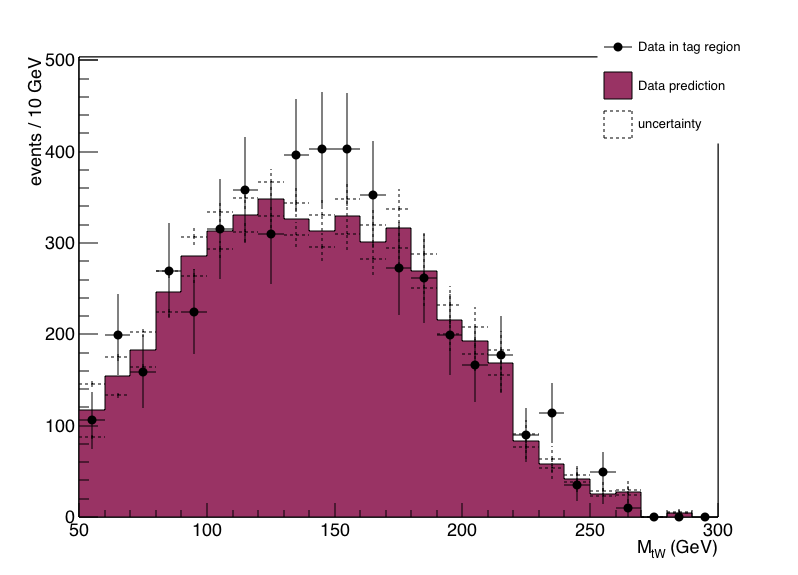 Data in tag region
Data prediction
uncertainty
events / 10 GeV
500
400
300
200
100
0
50 100 150 200 250 300
MtW (GeV)